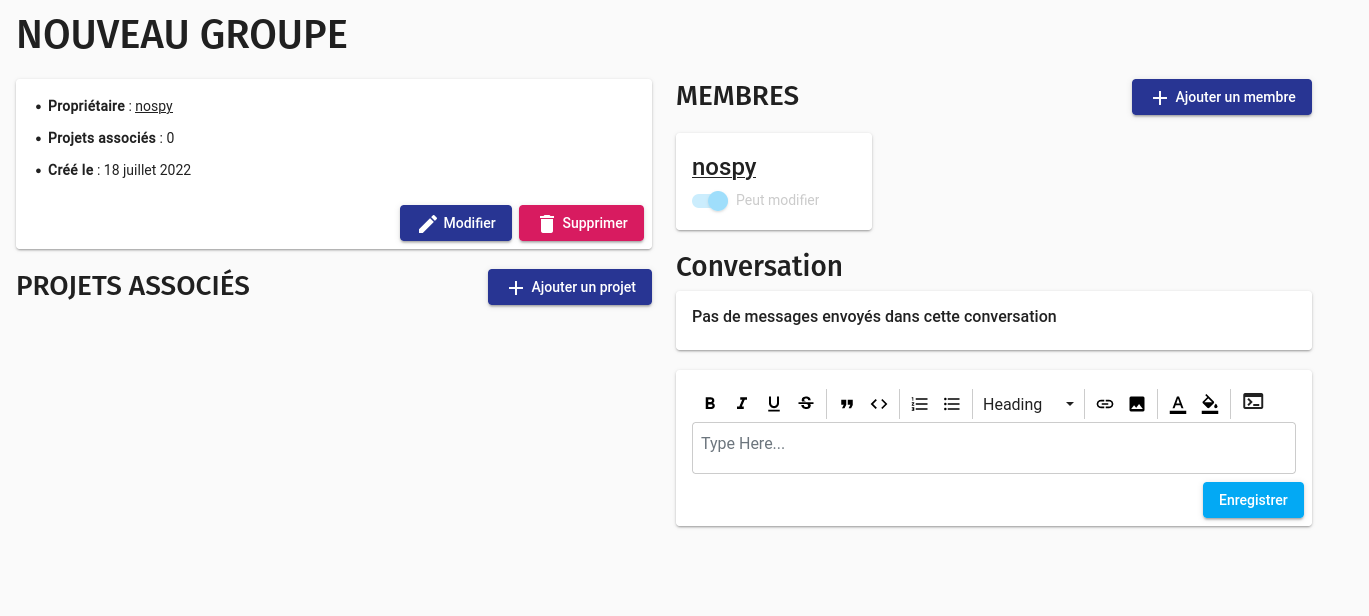 NOUVEAU GROUPE
Propriétaire : nospy
Projets associés : 0
Créé le : 18 juillet 2022
Modifier
Supprimer
PROJETS ASSOCIÉS
Ajouter un projet
MEMBRES
Ajouter un membre
nospy
Peut modifier
Conversation
Pas de messages envoyés dans cette conversation
Heading
Type Here...
Enregistrer